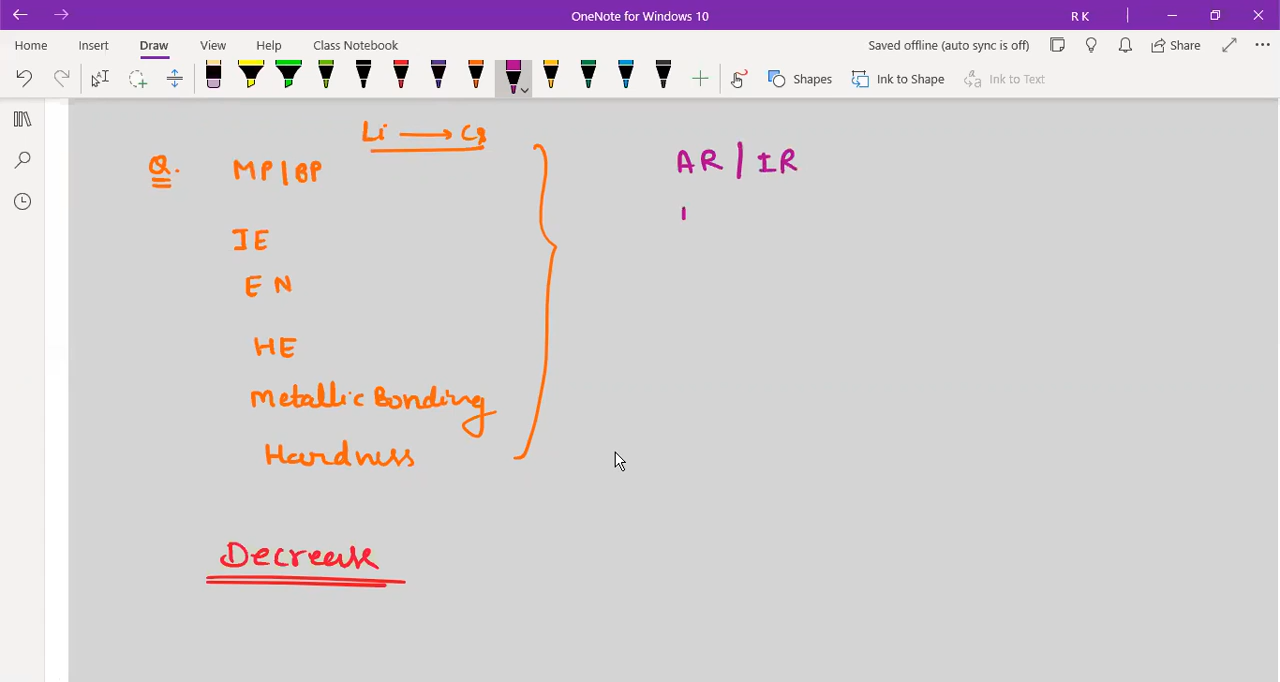 OneNote for Windows 10
R K
Home Insert Draw View Help Class Notebook
Saved offline (auto sync is off) Share
Shapes Ink to Shape Ink to Text
Li → Cs
Q. MP|BP
IE
EN
HE
Metallic Bonding
Hardness
Decrease
AR | IR